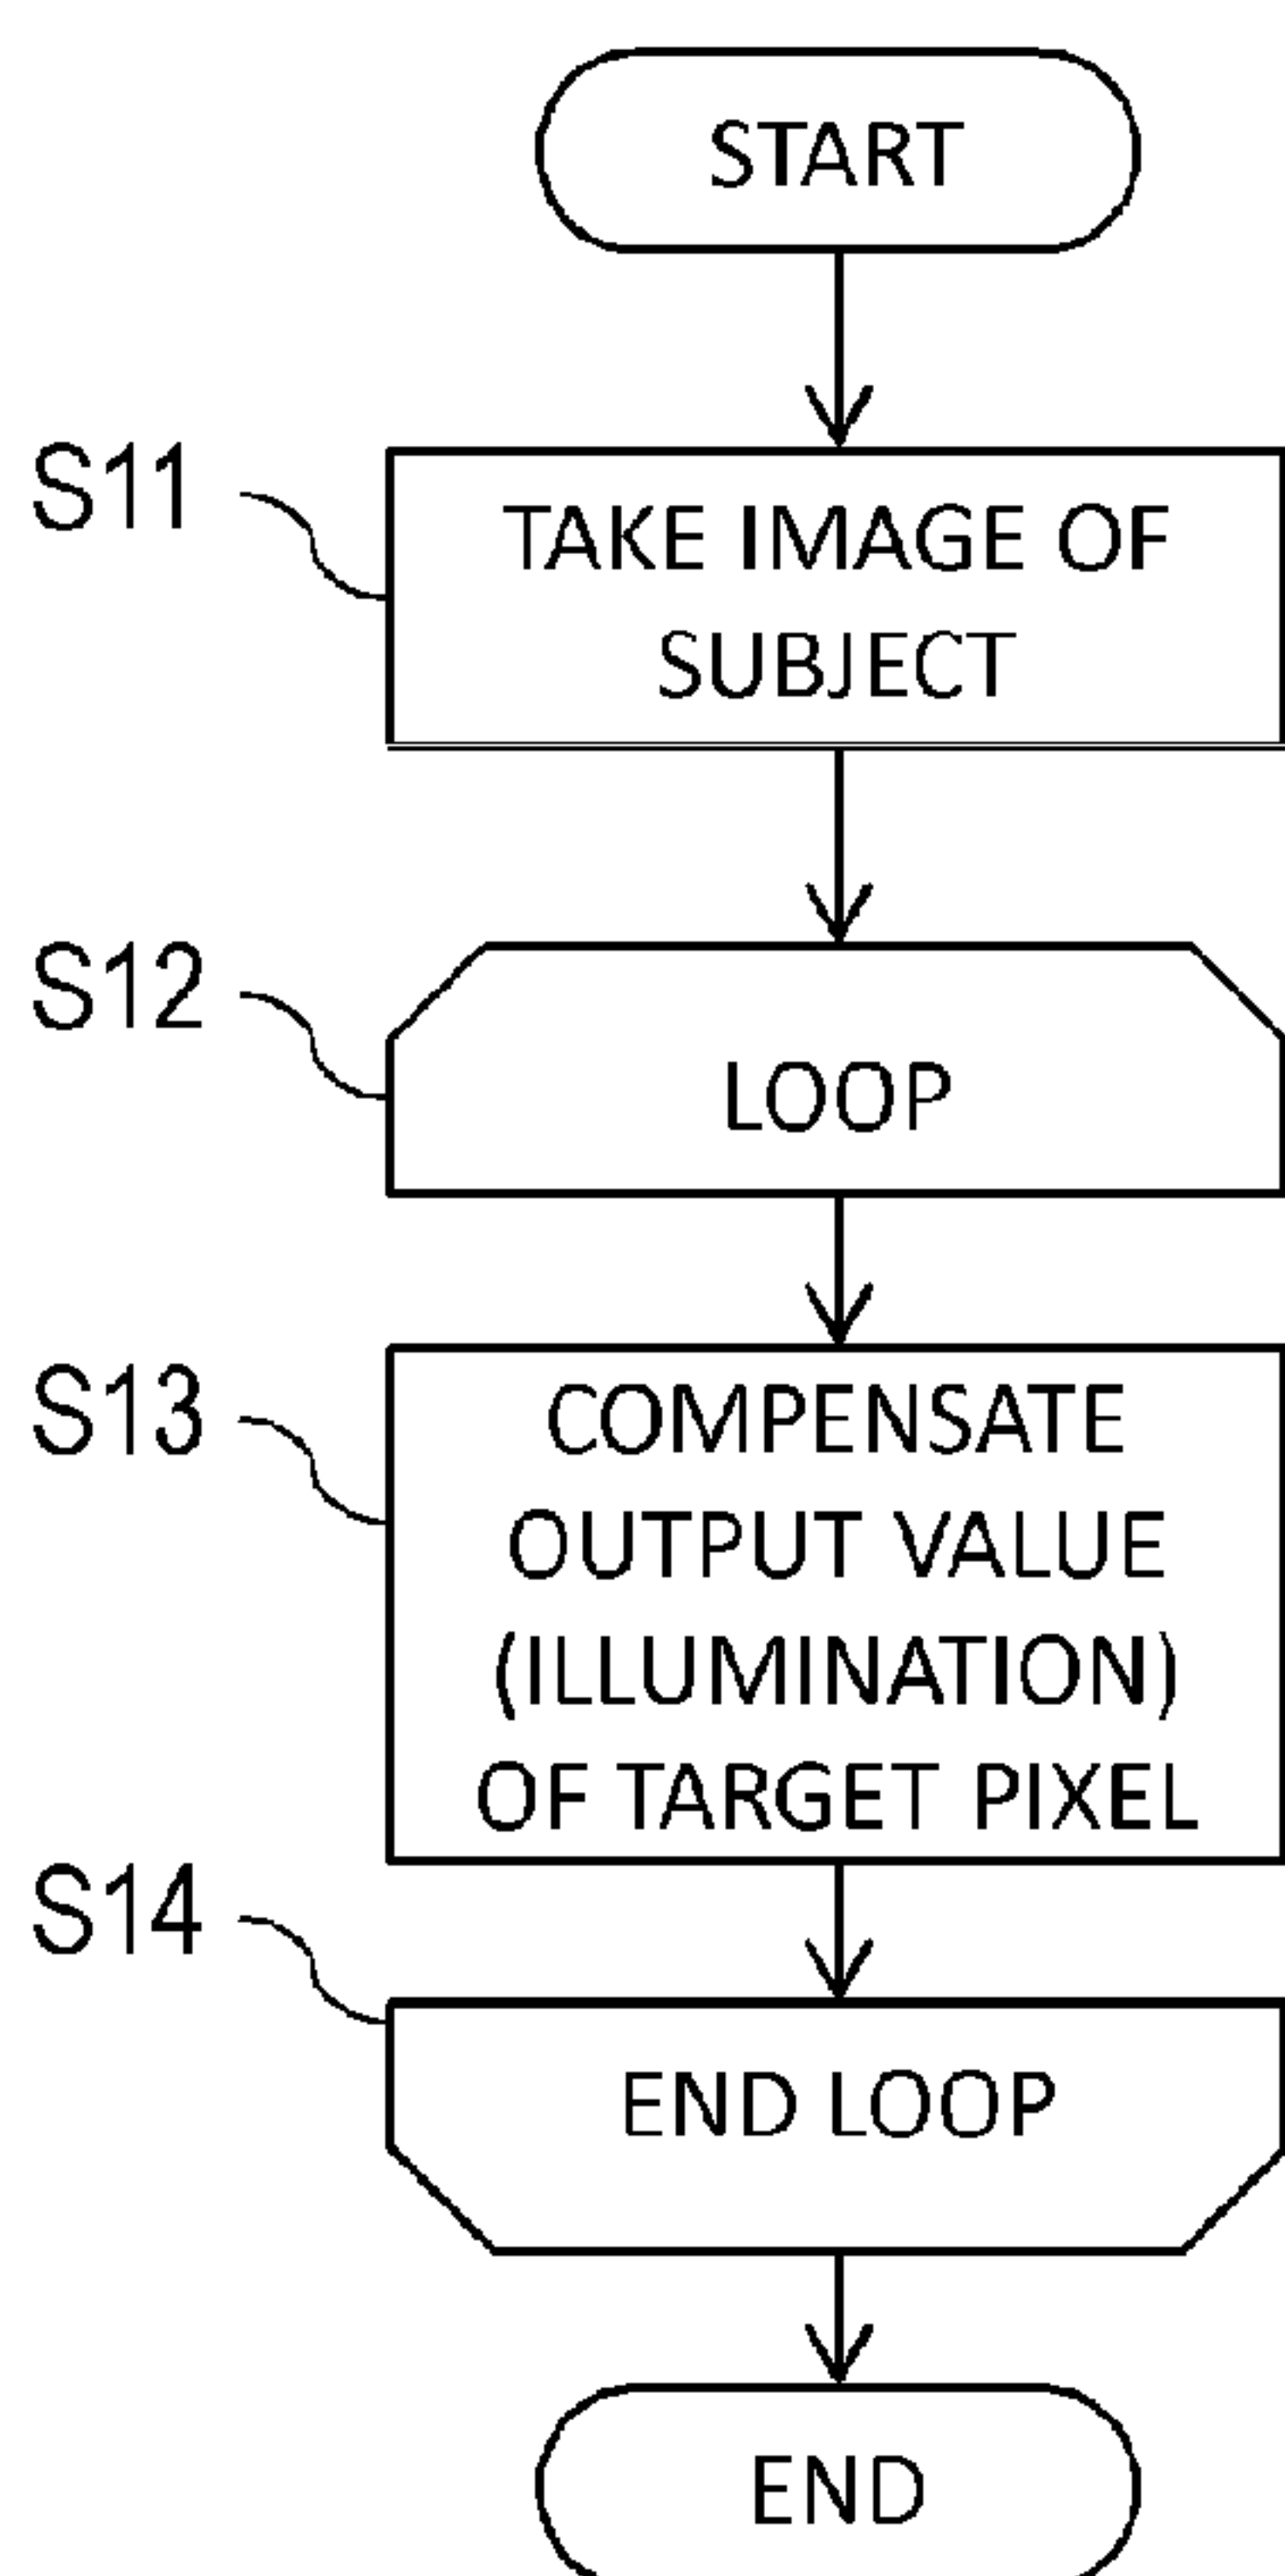 START
S11
TAKE IMAGE OF
SUBJECT
S12
LOOP
S13
COMPENSATE
OUTPUT VALUE
(ILLUMINATION)
OF TARGET PIXEL
S14
END LOOP
END